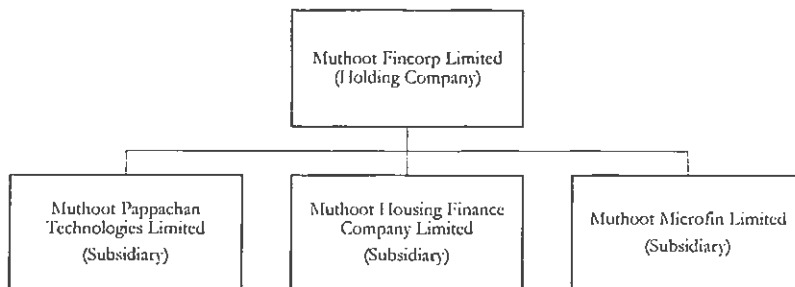 Muthoot Fincorp Limited
(Holding Company)
Muthoot Pappachan
Technologies Limited
(Subsidiary)
Muthoot Housing Finance
Company Limited
(Subsidiary)
Muthoot Microfin Limited
(Subsidiary)